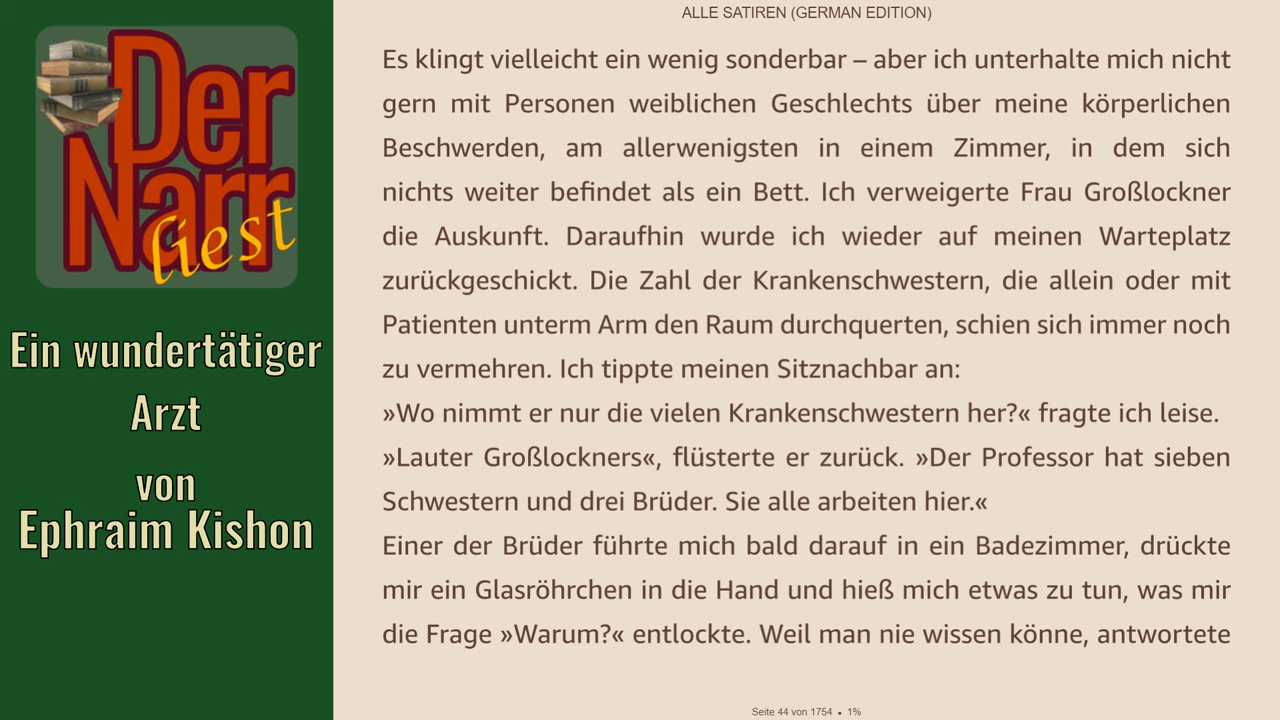 Der
Narr
liest
Ein wundertätiger
Arzt
von
Ephraim Kishon
ALLE SATIREN (GERMAN EDITION)
Es klingt vielleicht ein wenig sonderbar – aber ich unterhalte mich nicht
gern mit Personen weiblichen Geschlechts über meine körperlichen
Beschwerden, am allerwenigsten in einem Zimmer, in dem sich
nichts weiter befindet als ein Bett. Ich verweigerte Frau Großlockner
die Auskunft. Daraufhin wurde ich wieder auf meinen Warteplatz
zurückgeschickt. Die Zahl der Krankenschwestern, die allein oder mit
Patienten unterm Arm den Raum durchquerten, schien sich immer noch
zu vermehren. Ich tippte meinen Sitznachbar an:
»Wo nimmt er nur die vielen Krankenschwestern her?« fragte ich leise.
»Lauter Großlockners«, flüsterte er zurück. »Der Professor hat sieben
Schwestern und drei Brüder. Sie alle arbeiten hier.«
Einer der Brüder führte mich bald darauf in ein Badezimmer, drückte
mir ein Glasröhrchen in die Hand und hieß mich etwas zu tun, was mir
die Frage »Warum?« entlockte. Weil man nie wissen könne, antwortete
Seite 44 von 1754 • 1%